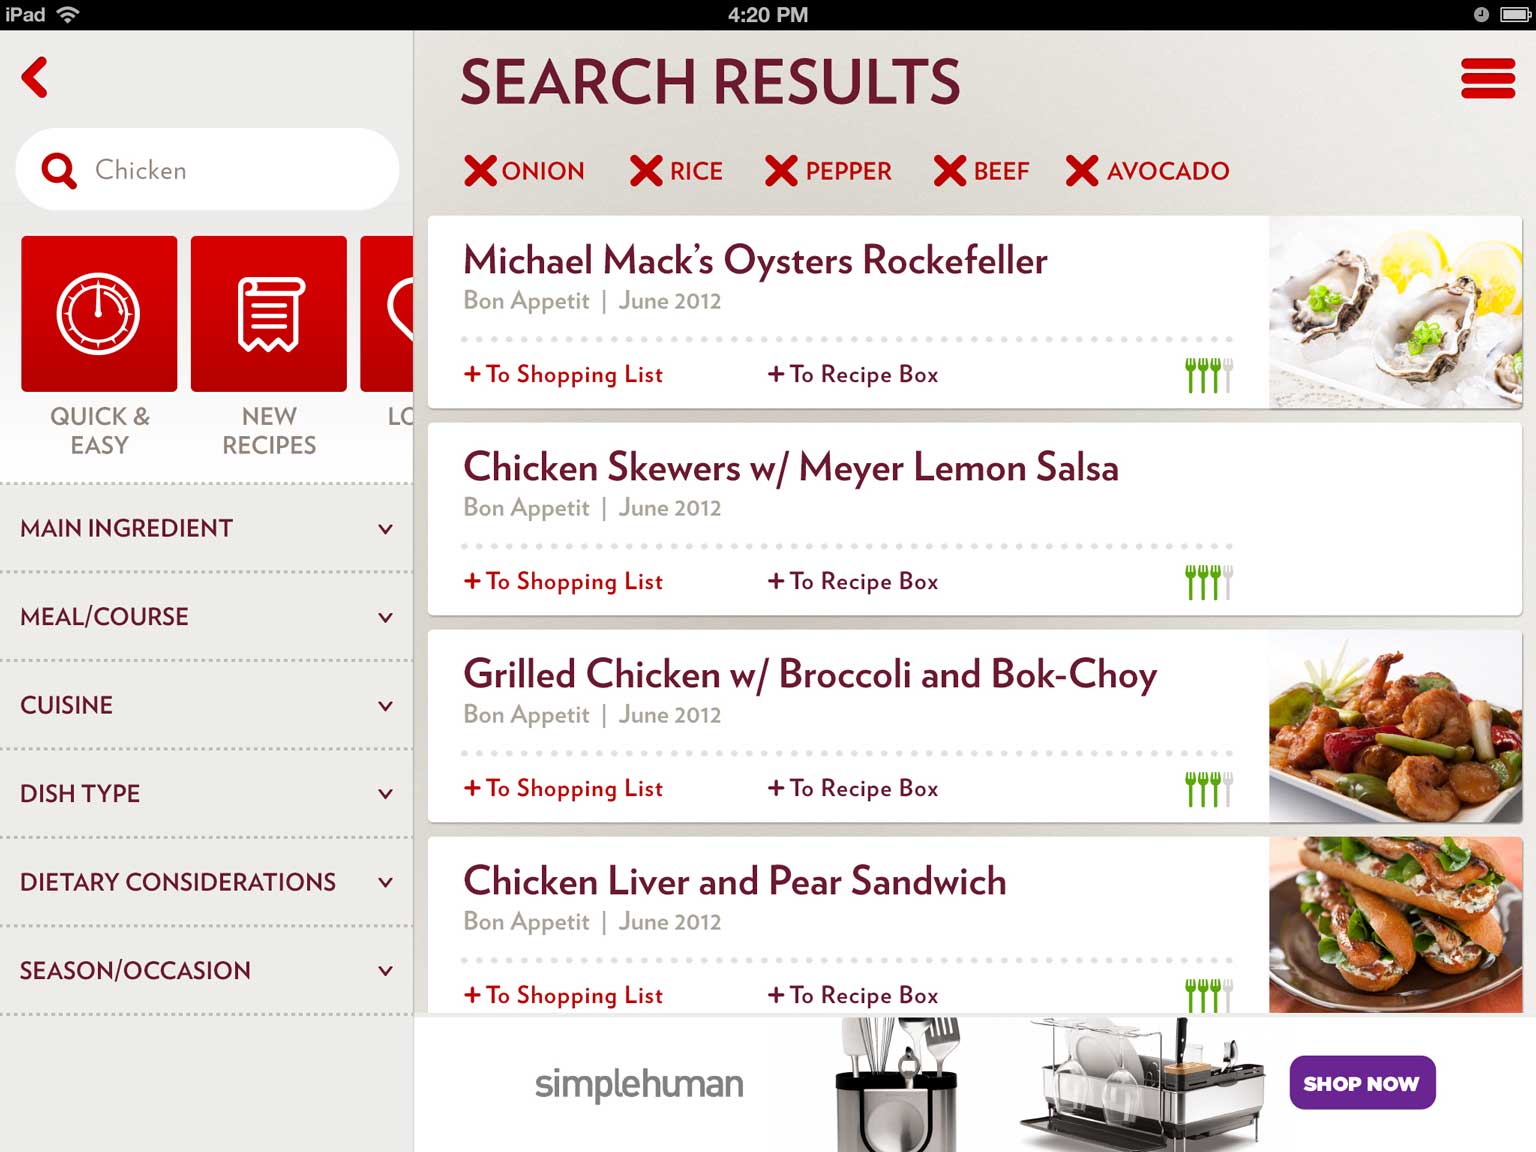 iPad
4:20 PM
Chicken
QUICK &
EASY
NEW
RECIPES
LO
MAIN INGREDIENT
MEAL/COURSE
CUISINE
DISH TYPE
DIETARY CONSIDERATIONS
SEASON/OCCASION
SEARCH RESULTS
ONION RICE PEPPER BEEF AVOCADO
Michael Mack's Oysters Rockefeller
Bon Appetit | June 2012
+ To Shopping List + To Recipe Box
Chicken Skewers w/ Meyer Lemon Salsa
Bon Appetit | June 2012
+ To Shopping List + To Recipe Box
Grilled Chicken w/ Broccoli and Bok-Choy
Bon Appetit | June 2012
+ To Shopping List + To Recipe Box
Chicken Liver and Pear Sandwich
Bon Appetit | June 2012
+ To Shopping List + To Recipe Box
simplehuman
SHOP NOW